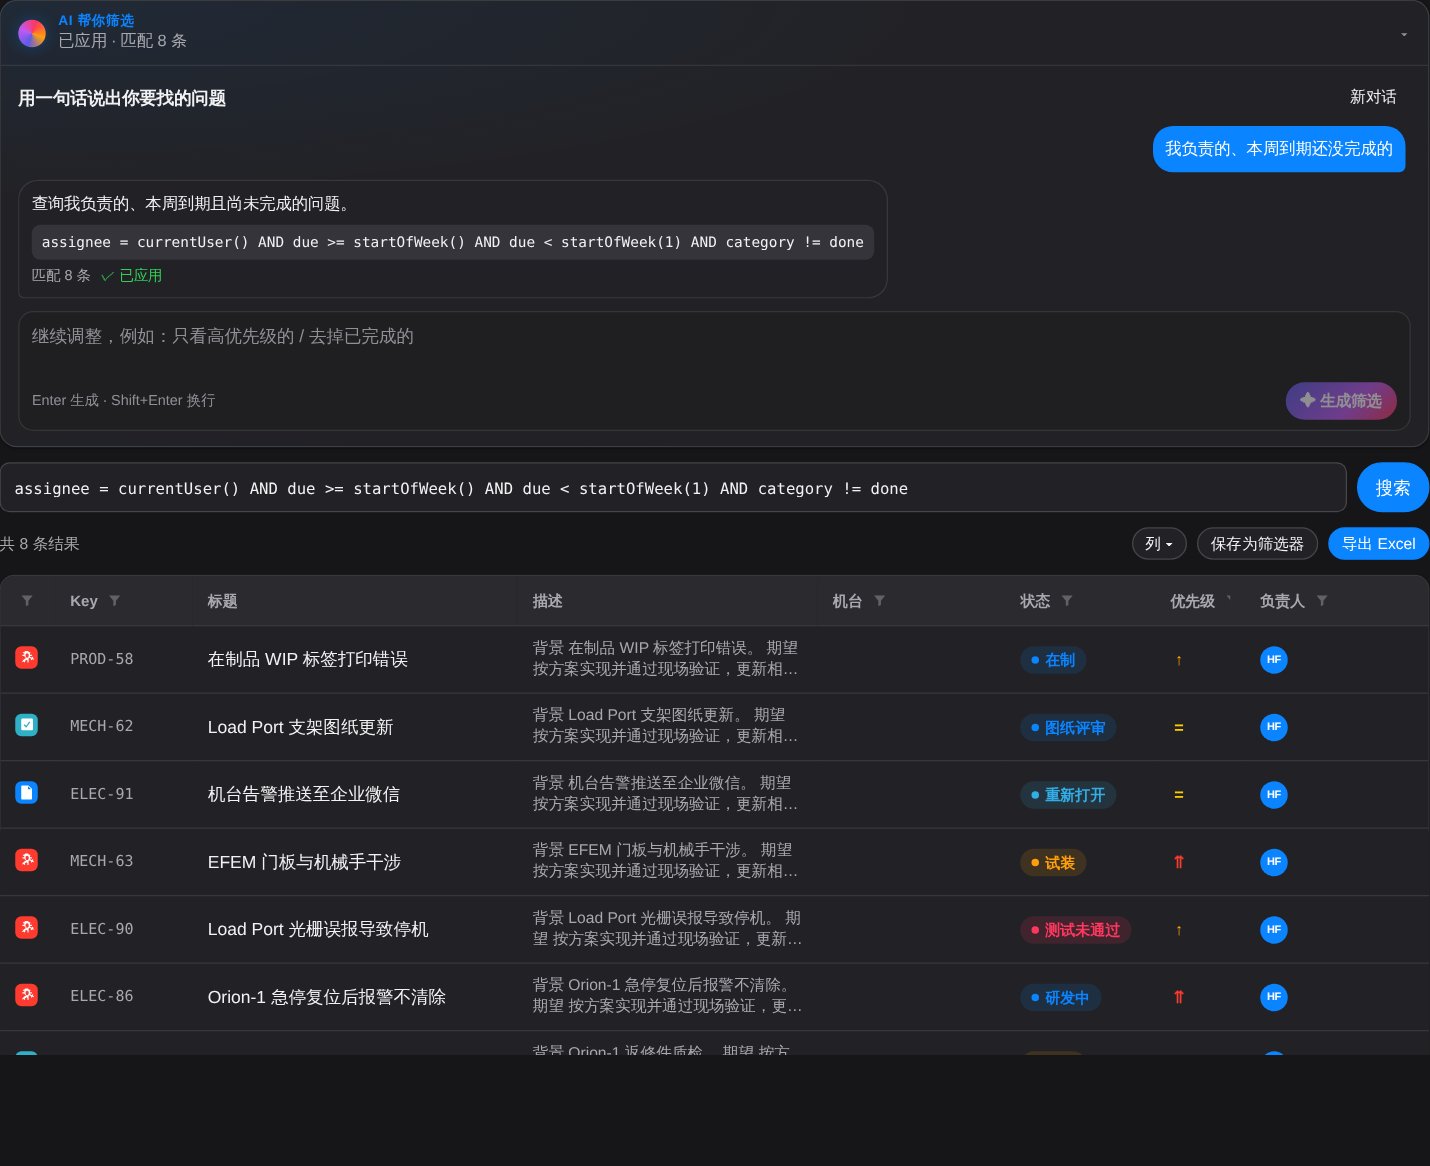 AI 帮你筛选
已应用 · 匹配 8 条
用一句话说出你要找的问题
新对话
我负责的、本周到期还没完成的
查询我负责的、本周到期且尚未完成的问题。
assignee = currentUser() AND due >= startOfWeek() AND due < startOfWeek(1) AND category != done
匹配 8 条 ✓ 已应用
继续调整，例如：只看高优先级的 / 去掉已完成的
Enter 生成 · Shift+Enter 换行
生成筛选
assignee = currentUser() AND due >= startOfWeek() AND due < startOfWeek(1) AND category != done
搜索
共 8 条结果
列
保存为筛选器
导出 Excel
Key 标题 描述 机台 状态 优先级 负责人
PROD-58
在制品 WIP 标签打印错误
背景 在制品 WIP 标签打印错误。 期望
按方案实现并通过现场验证，更新相…
在制
↑
HF
MECH-62
Load Port 支架图纸更新
背景 Load Port 支架图纸更新。 期望
按方案实现并通过现场验证，更新相…
图纸评审
=
HF
ELEC-91
机台告警推送至企业微信
背景 机台告警推送至企业微信。 期望
按方案实现并通过现场验证，更新相…
重新打开
=
HF
MECH-63
EFEM 门板与机械手干涉
背景 EFEM 门板与机械手干涉。 期望
按方案实现并通过现场验证，更新相…
试装
⇈
HF
ELEC-90
Load Port 光栅误报导致停机
背景 Load Port 光栅误报导致停机。 期
望 按方案实现并通过现场验证，更新…
测试未通过
↑
HF
ELEC-86
Orion-1 急停复位后报警不清除
背景 Orion-1 急停复位后报警不清除。
期望 按方案实现并通过现场验证，更…
研发中
⇈
HF
背景 Orion-1 返修件质检。 期望 按方